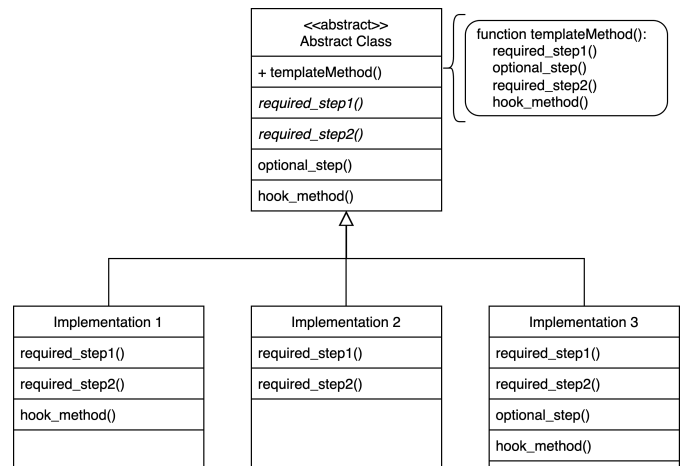 <<abstract>>
Abstract Class
+ templateMethod()
required_step1()
required_step2()
optional_step()
hook_method()
function templateMethod():
required_step1()
optional_step()
required_step2()
hook_method()
Implementation 1
required_step1()
required_step2()
hook_method()
Implementation 2
required_step1()
required_step2()
Implementation 3
required_step1()
required_step2()
optional_step()
hook_method()